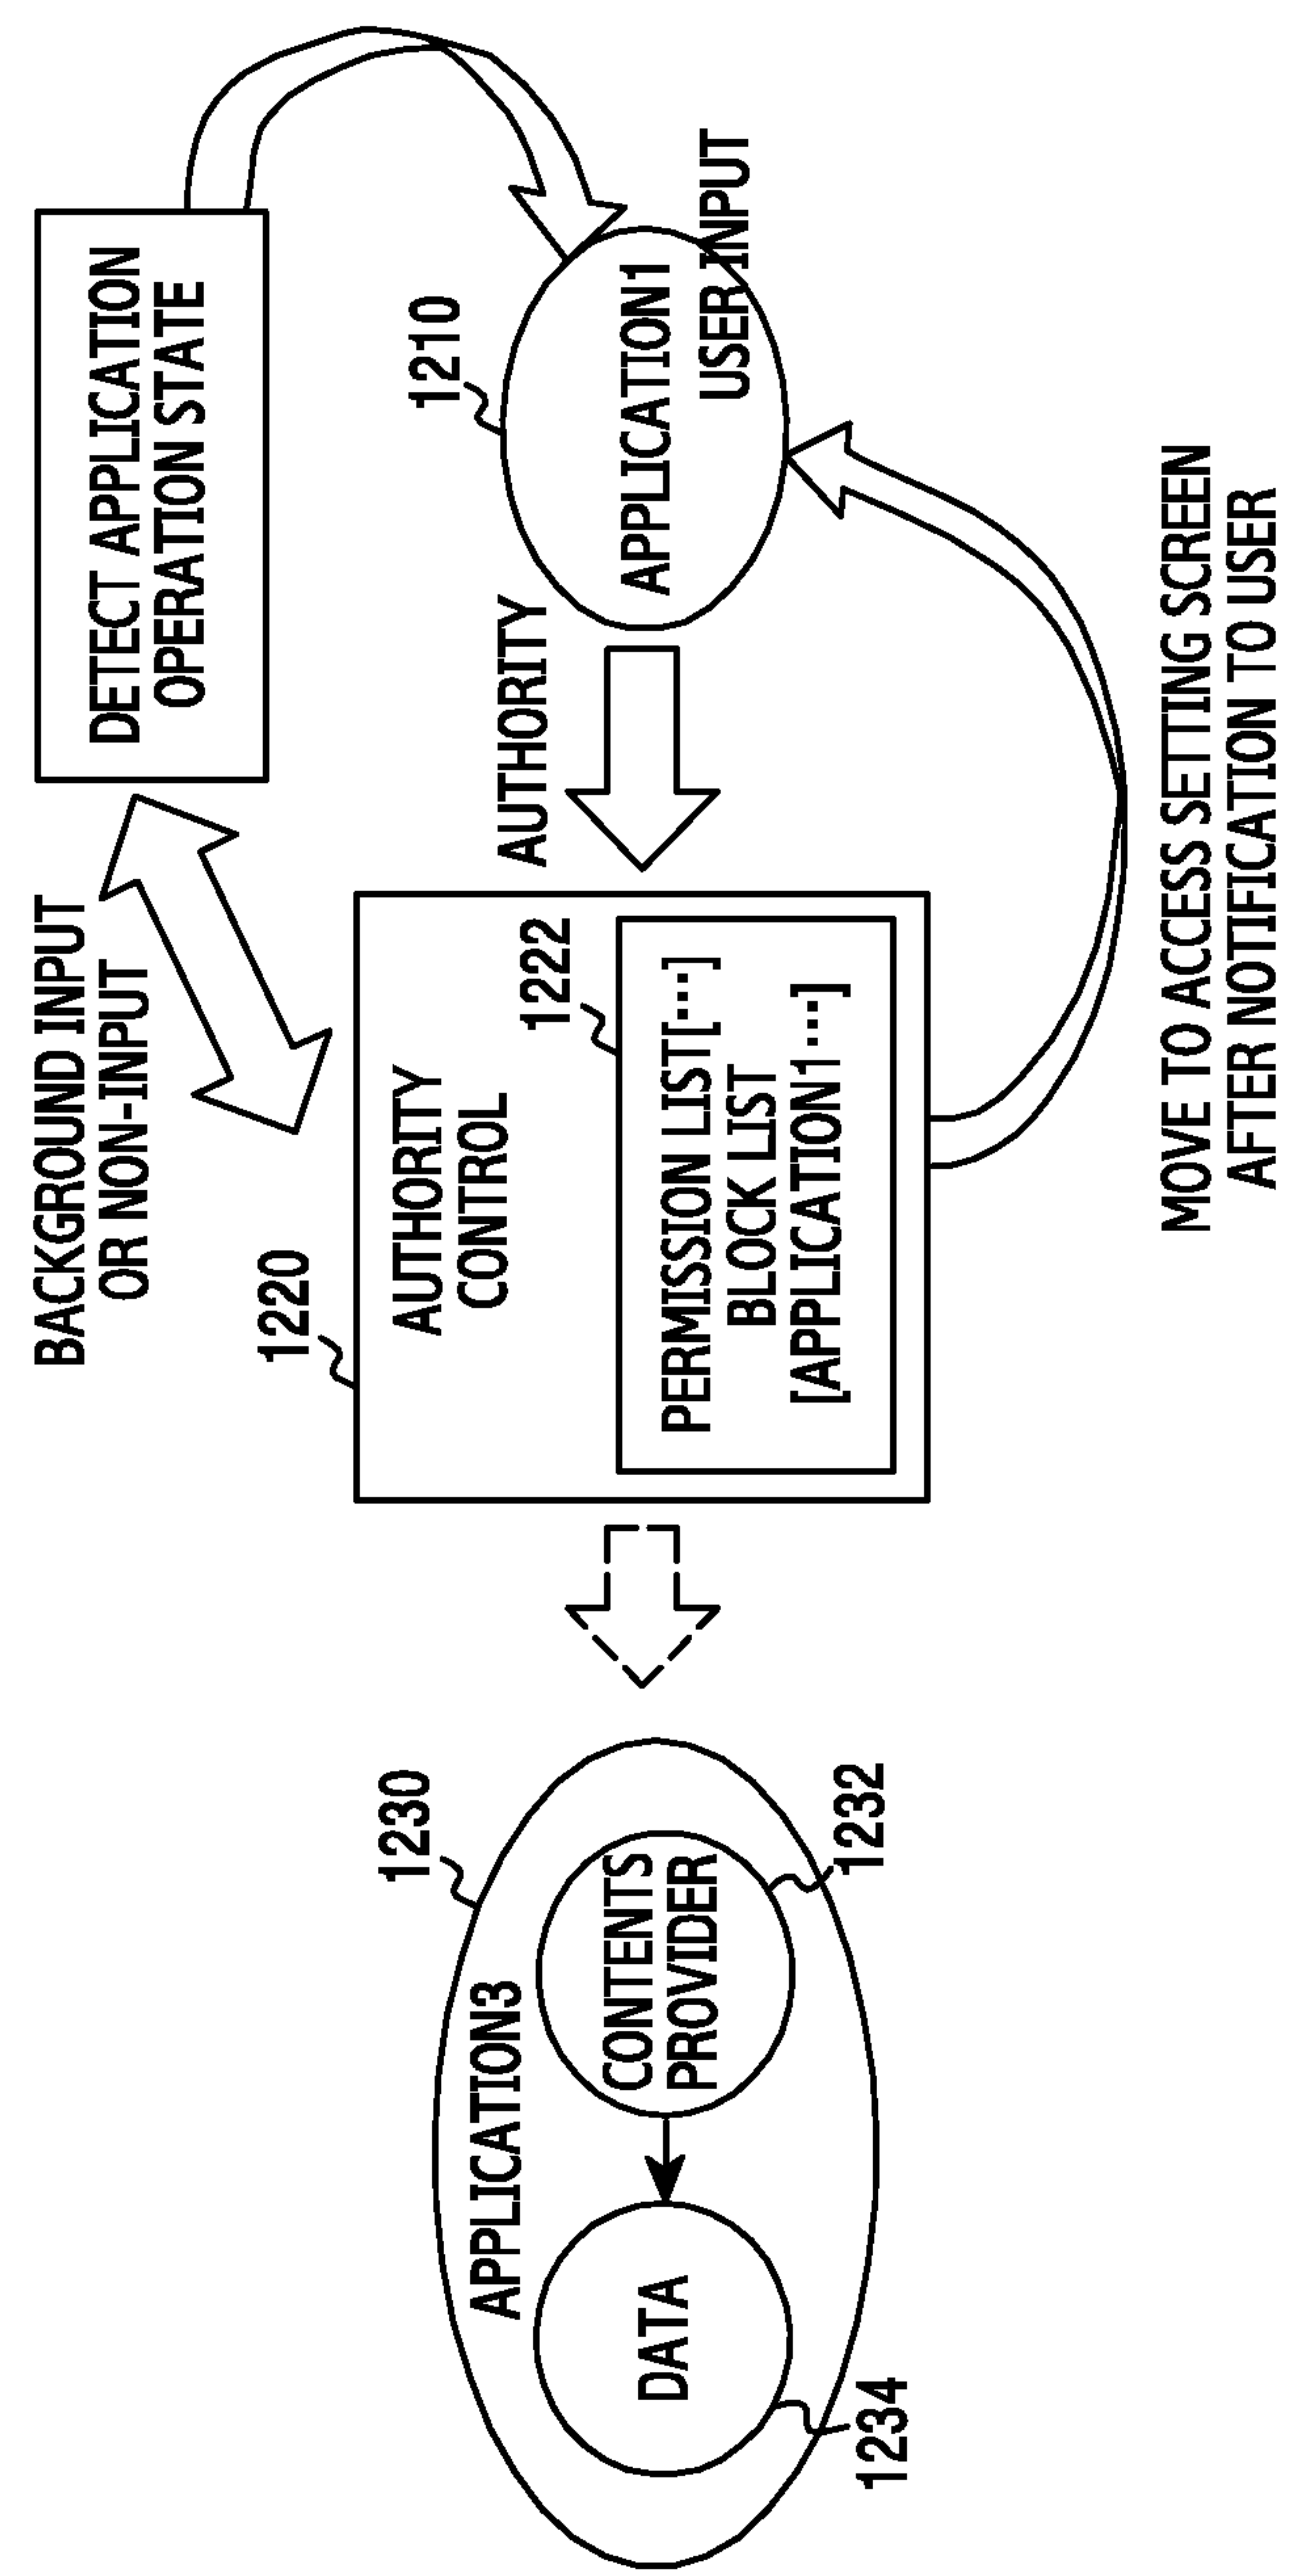 DETECT APPLICATION
OPERATION STATE
BACKGROUND INPUT
OR NON-INPUT
1210
APPLICATION1
USER INPUT
AUTHORITY
1220
AUTHORITY
CONTROL
1222
PERMISSION LIST[···]
BLOCK LIST
[APPLICATION1···]
MOVE TO ACCESS SETTING SCREEN
AFTER NOTIFICATION TO USER
1230
APPLICATION3
CONTENTS
PROVIDER
1232
DATA
1234